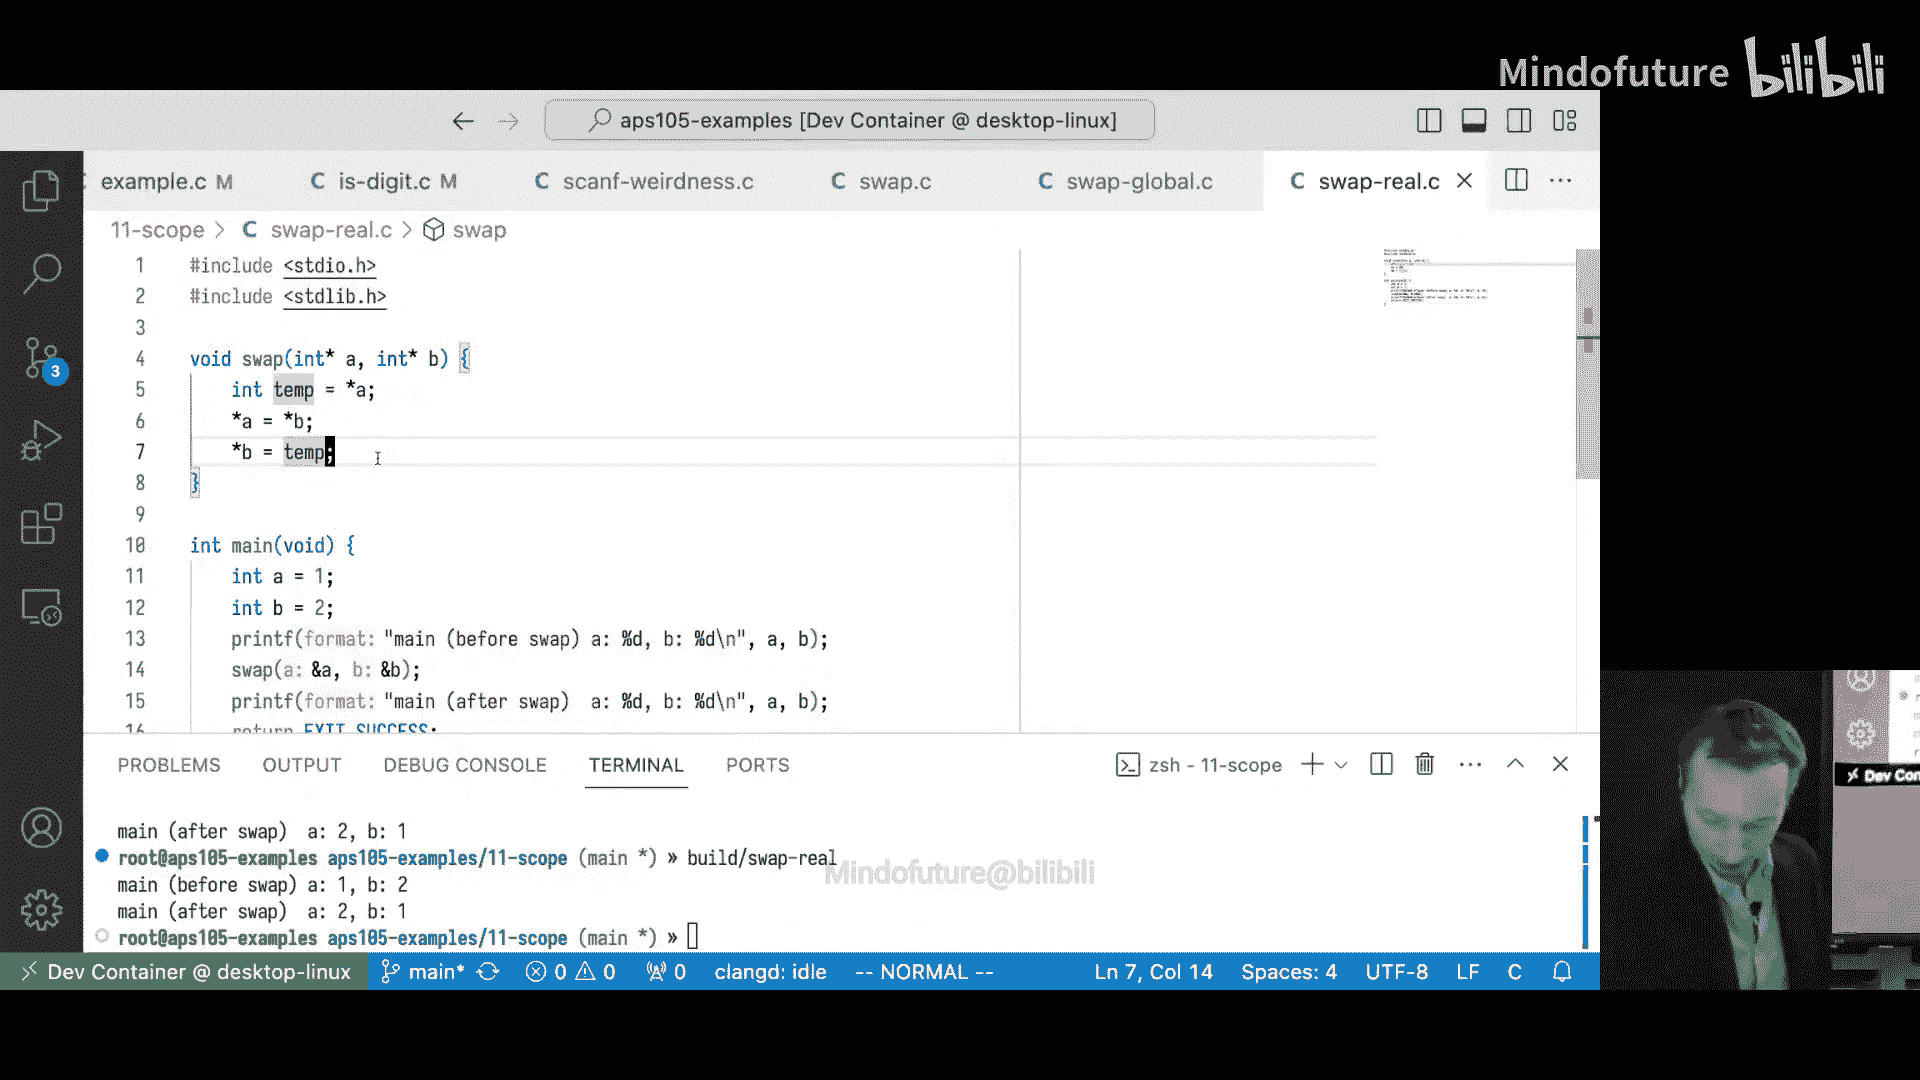 Mindofuture bilibili
aps105-examples [Dev Container @ desktop-linux]
example.c M
is-digit.c M
scanf-weirdness.c
swap.c
swap-global.c
swap-real.c
11-scope > C swap-real.c > swap
1 #include <stdio.h>
2 #include <stdlib.h>
3
4 void swap(int* a, int* b) {
5 int temp = *a;
6 *a = *b;
7 *b = temp;
8 }
9
10 int main(void) {
11 int a = 1;
12 int b = 2;
13 printf(format: "main (before swap) a: %d, b: %d\n", a, b);
14 swap(a: &a, b: &b);
15 printf(format: "main (after swap)  a: %d, b: %d\n", a, b);
16 return EXIT_SUCCESS;
3
PROBLEMS OUTPUT DEBUG CONSOLE TERMINAL PORTS
zsh - 11-scope
main (after swap)  a: 2, b: 1
root@aps105-examples aps105-examples/11-scope (main *) » build/swap-real
main (before swap) a: 1, b: 2
main (after swap)  a: 2, b: 1
root@aps105-examples aps105-examples/11-scope (main *) »
Mindofuture@bilibili
Dev Con
Dev Container @ desktop-linux main* 0 0 0 clangd: idle -- NORMAL -- Ln 7, Col 14 Spaces: 4 UTF-8 LF C